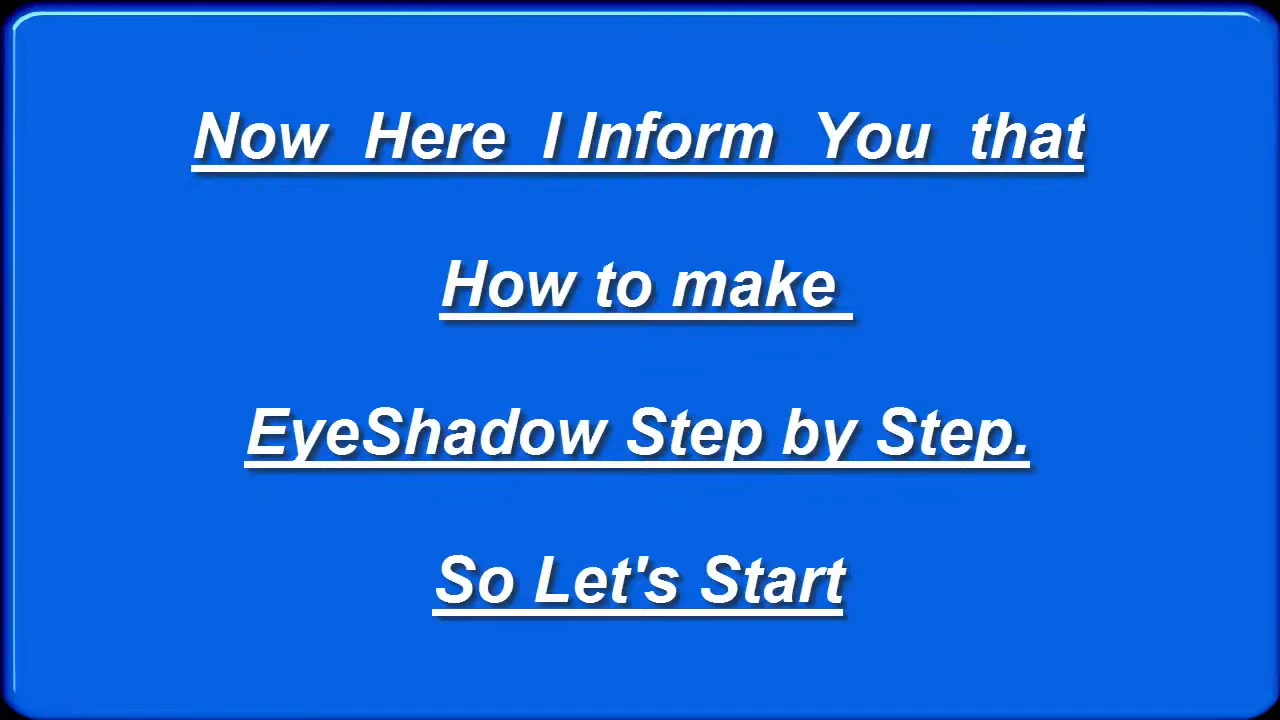 Now Here I Inform You that
How to make
EyeShadow Step by Step.
So Let's Start